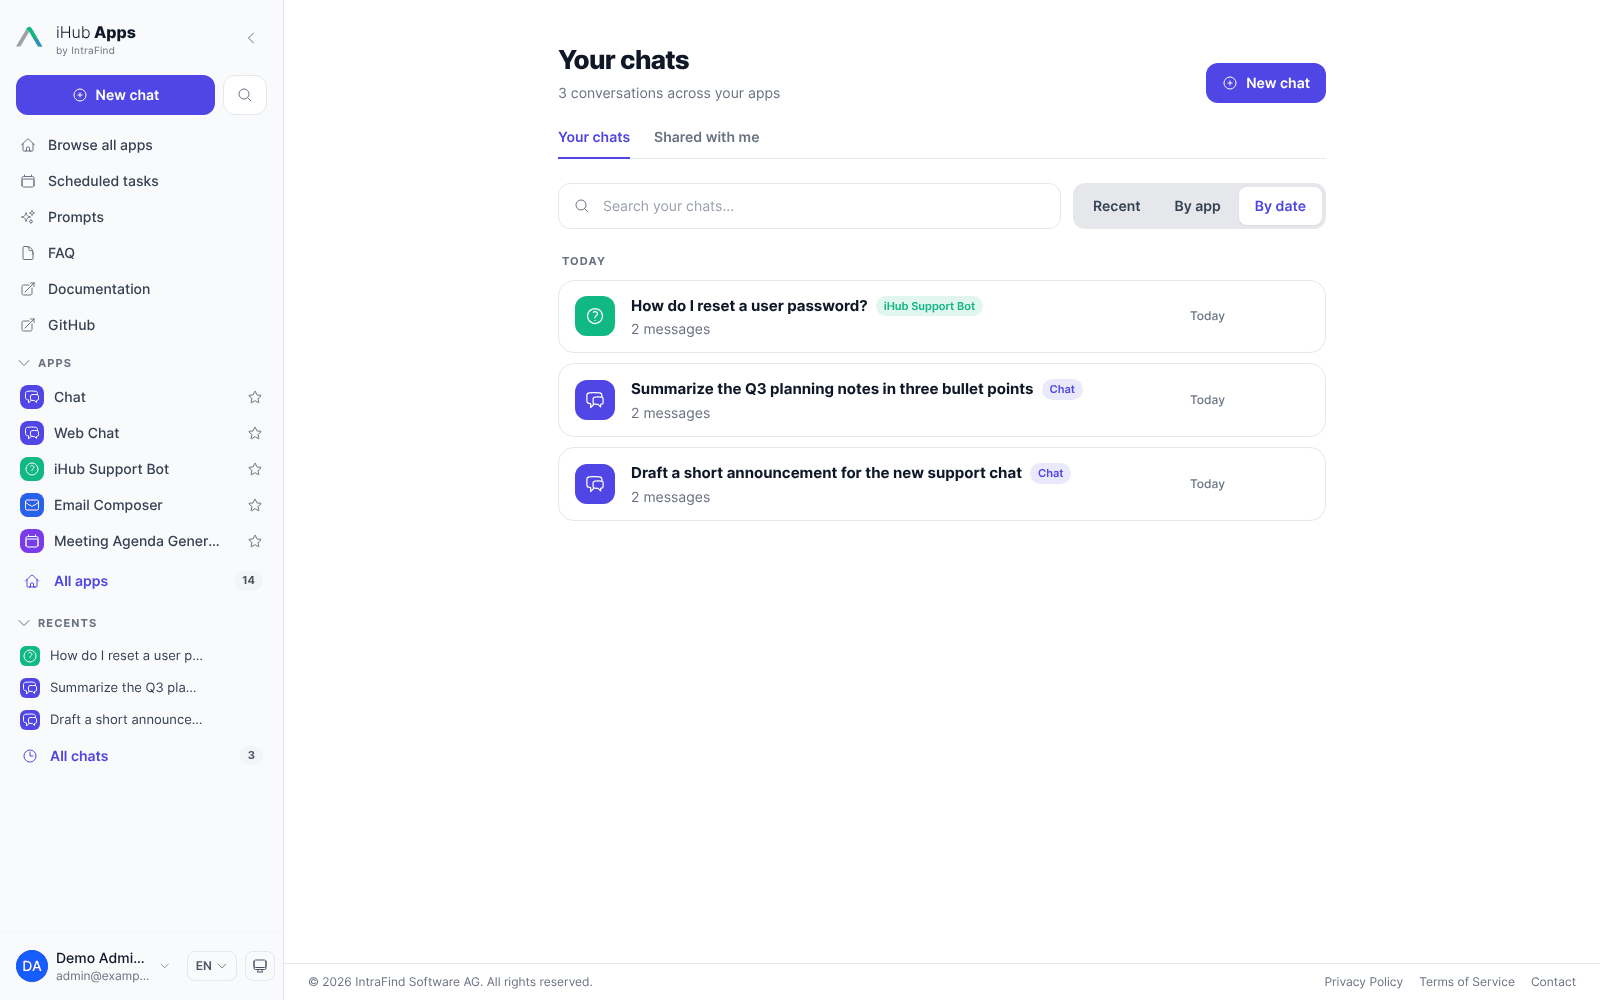 iHub Apps
by IntraFind
New chat
Browse all apps
Scheduled tasks
Prompts
FAQ
Documentation
GitHub
APPS
Chat
Web Chat
iHub Support Bot
Email Composer
Meeting Agenda Gener...
All apps 14
RECENTS
How do I reset a user p...
Summarize the Q3 pla...
Draft a short announce...
All chats 3
DA
Demo Admi...
admin@examp...
EN
Your chats
3 conversations across your apps
New chat
Your chats Shared with me
Search your chats...
Recent By app By date
TODAY
How do I reset a user password? iHub Support Bot
2 messages
Today
Summarize the Q3 planning notes in three bullet points Chat
2 messages
Today
Draft a short announcement for the new support chat Chat
2 messages
Today
© 2026 IntraFind Software AG. All rights reserved.
Privacy Policy Terms of Service Contact